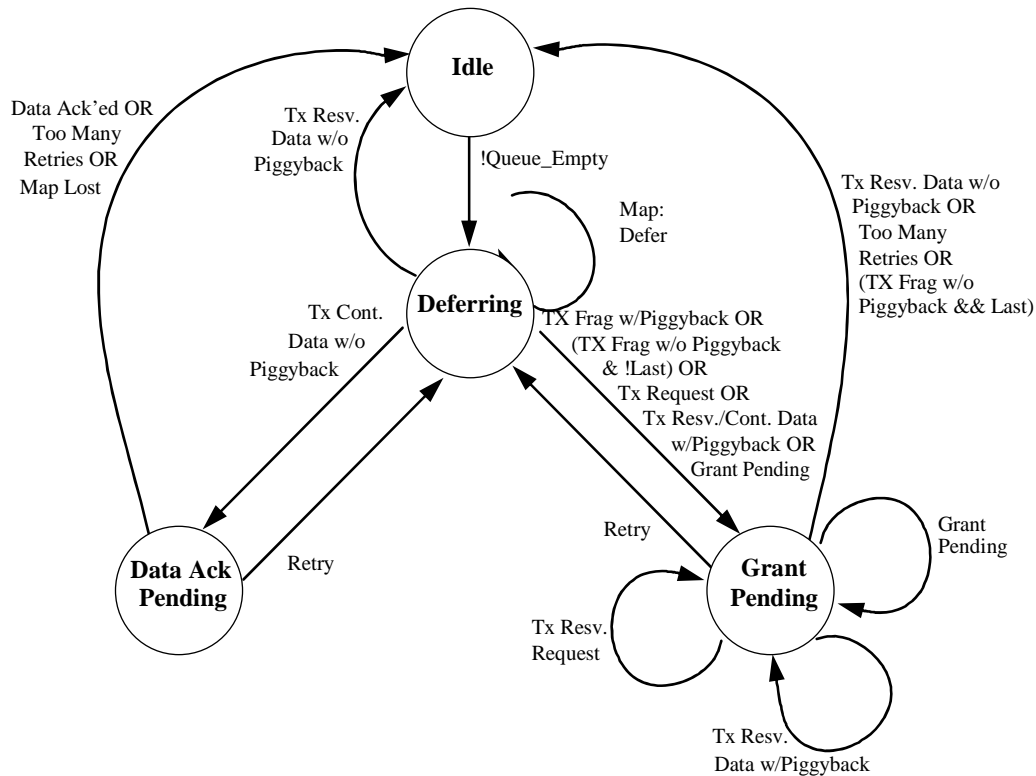 Idle
Data Ack'ed OR
Too Many
Retries OR
Map Lost
Tx Resv.
Data w/o
Piggyback
!Queue_Empty
Map:
Defer
Tx Resv. Data w/o
Piggyback OR
Too Many
Retries OR
(TX Frag w/o
Piggyback && Last)
Deferring
Tx Cont.
Data w/o
Piggyback
TX Frag w/Piggyback OR
(TX Frag w/o Piggyback
& !Last) OR
Tx Request OR
Tx Resv./Cont. Data
w/Piggyback OR
Grant Pending
Retry
Retry
Data Ack
Pending
Grant
Pending
Grant
Pending
Tx Resv.
Request
Tx Resv.
Data w/Piggyback